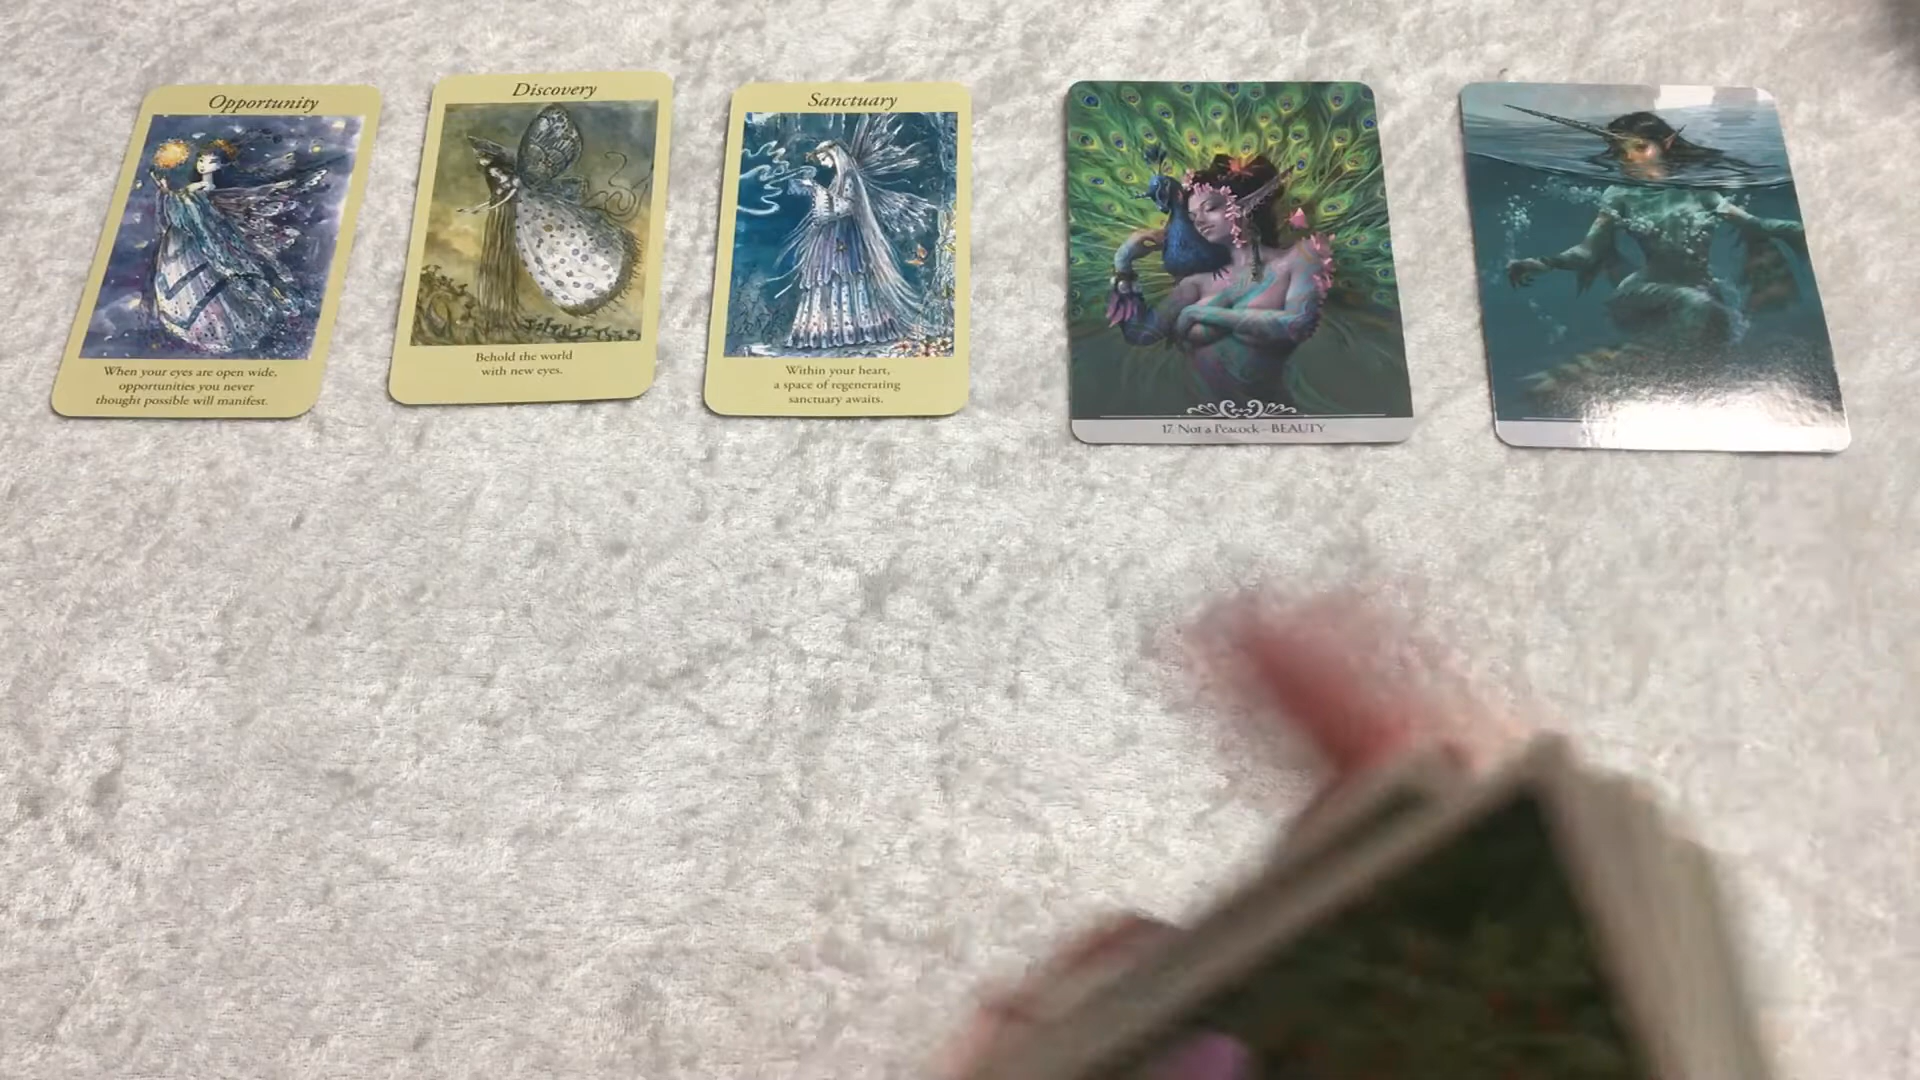 Opportunity
When your eyes are open wide,
opportunities you never
thought possible will manifest.
Discovery
Behold the world
with new eyes.
Sanctuary
Within your heart,
a space of regenerating
sanctuary awaits.
17. Not a Peacock - BEAUTY